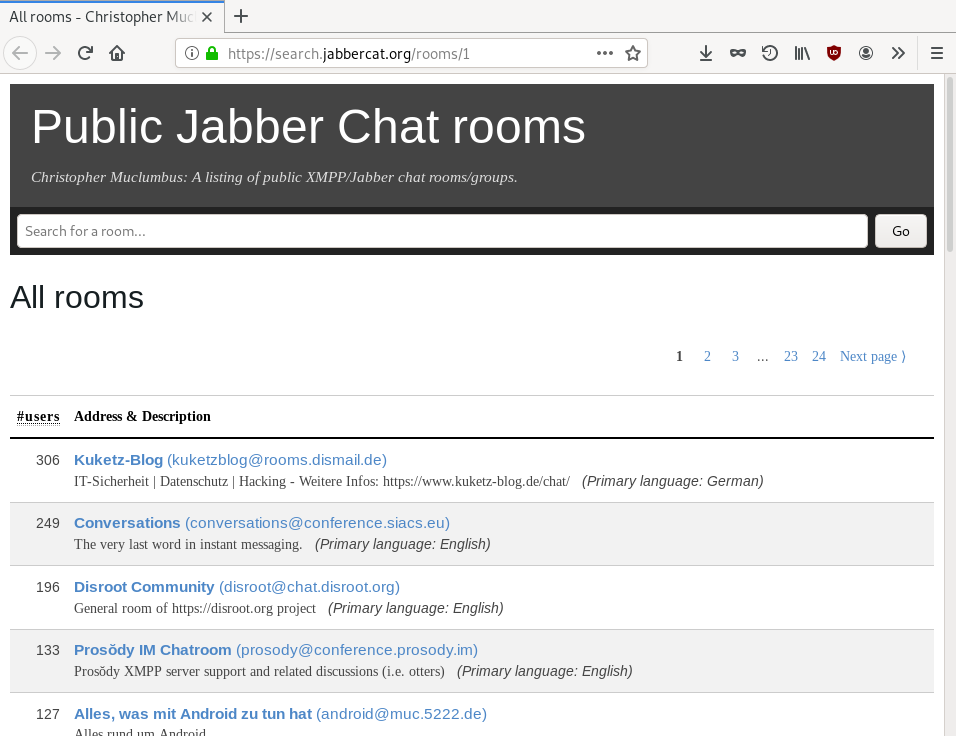 All rooms - Christopher Muc
https://search.jabbercat.org/rooms/1
Public Jabber Chat rooms
Christopher Muclumbus: A listing of public XMPP/Jabber chat rooms/groups.
Search for a room...
Go
All rooms
1 2 3 ... 23 24 Next page ⟩
#users Address & Description
306 Kuketz-Blog (kuketzblog@rooms.dismail.de)
IT-Sicherheit | Datenschutz | Hacking - Weitere Infos: https://www.kuketz-blog.de/chat/ (Primary language: German)
249 Conversations (conversations@conference.siacs.eu)
The very last word in instant messaging. (Primary language: English)
196 Disroot Community (disroot@chat.disroot.org)
General room of https://disroot.org project (Primary language: English)
133 Prosŏdy IM Chatroom (prosody@conference.prosody.im)
Prosŏdy XMPP server support and related discussions (i.e. otters) (Primary language: English)
127 Alles, was mit Android zu tun hat (android@muc.5222.de)
Alles rund um Android